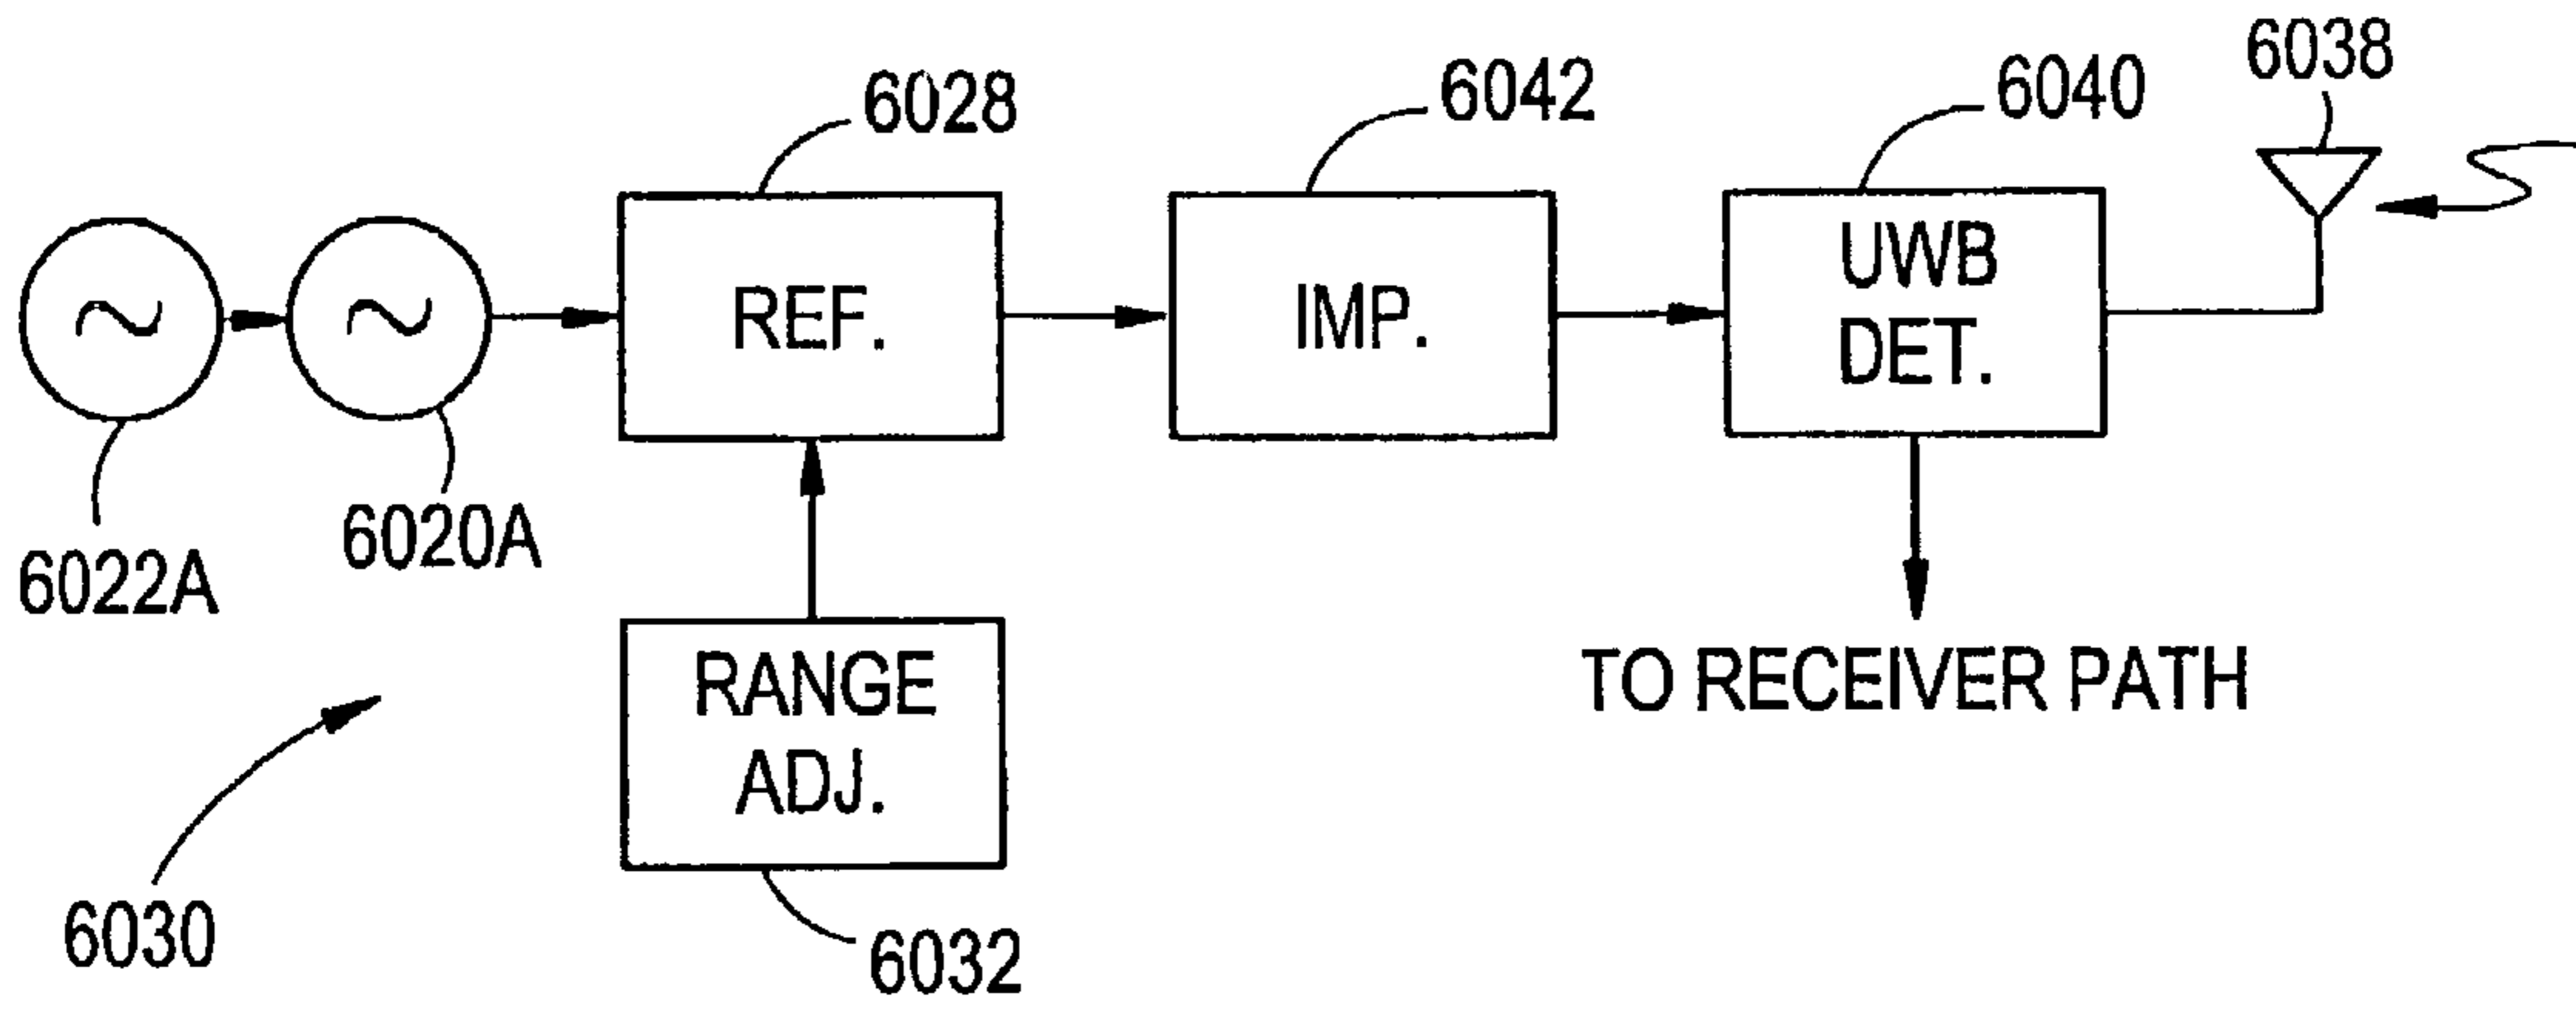 6038
6028
6042
6040
REF.
IMP.
UWB
DET.
6022A
6020A
RANGE
ADJ.
TO RECEIVER PATH
6030
6032